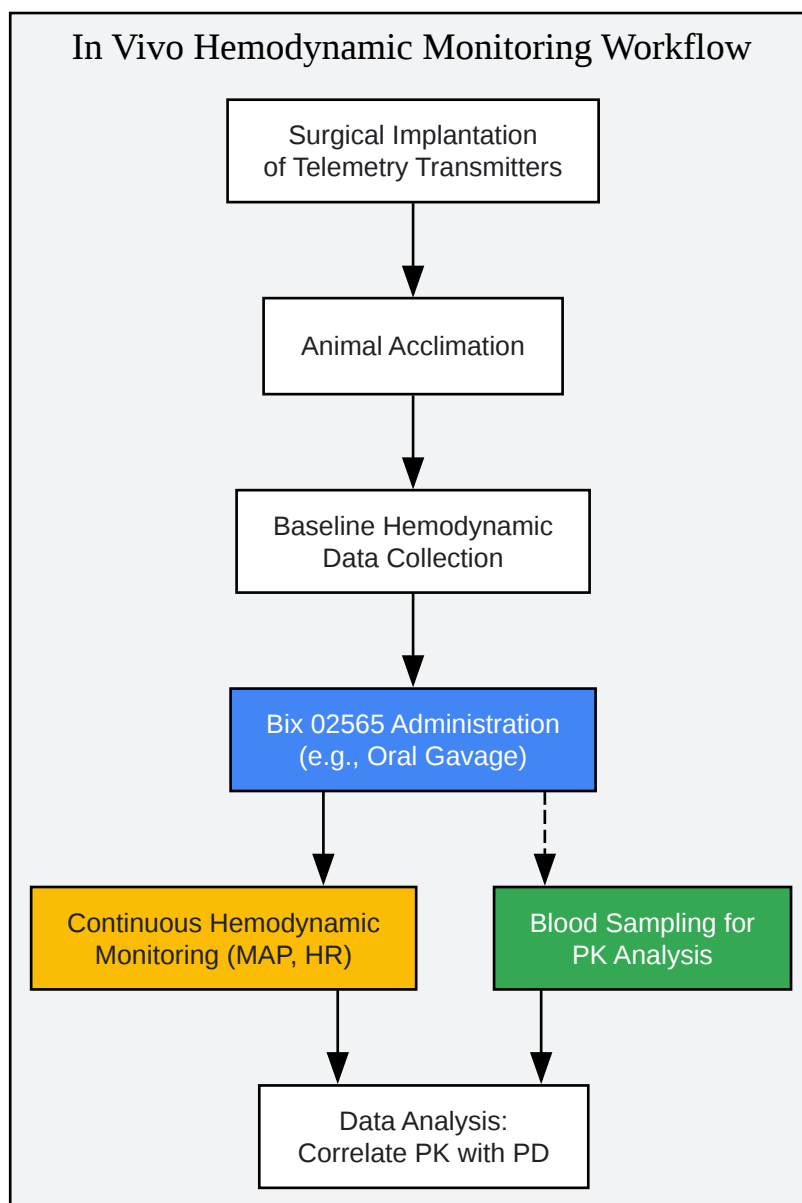 In Vivo Hemodynamic Monitoring Workflow
Surgical Implantation
of Telemetry Transmitters
Animal Acclimation
Baseline Hemodynamic
Data Collection
Bix 02565 Administration
(e.g., Oral Gavage)
Continuous Hemodynamic
Monitoring (MAP, HR)
Blood Sampling for
PK Analysis
Data Analysis:
Correlate PK with PD